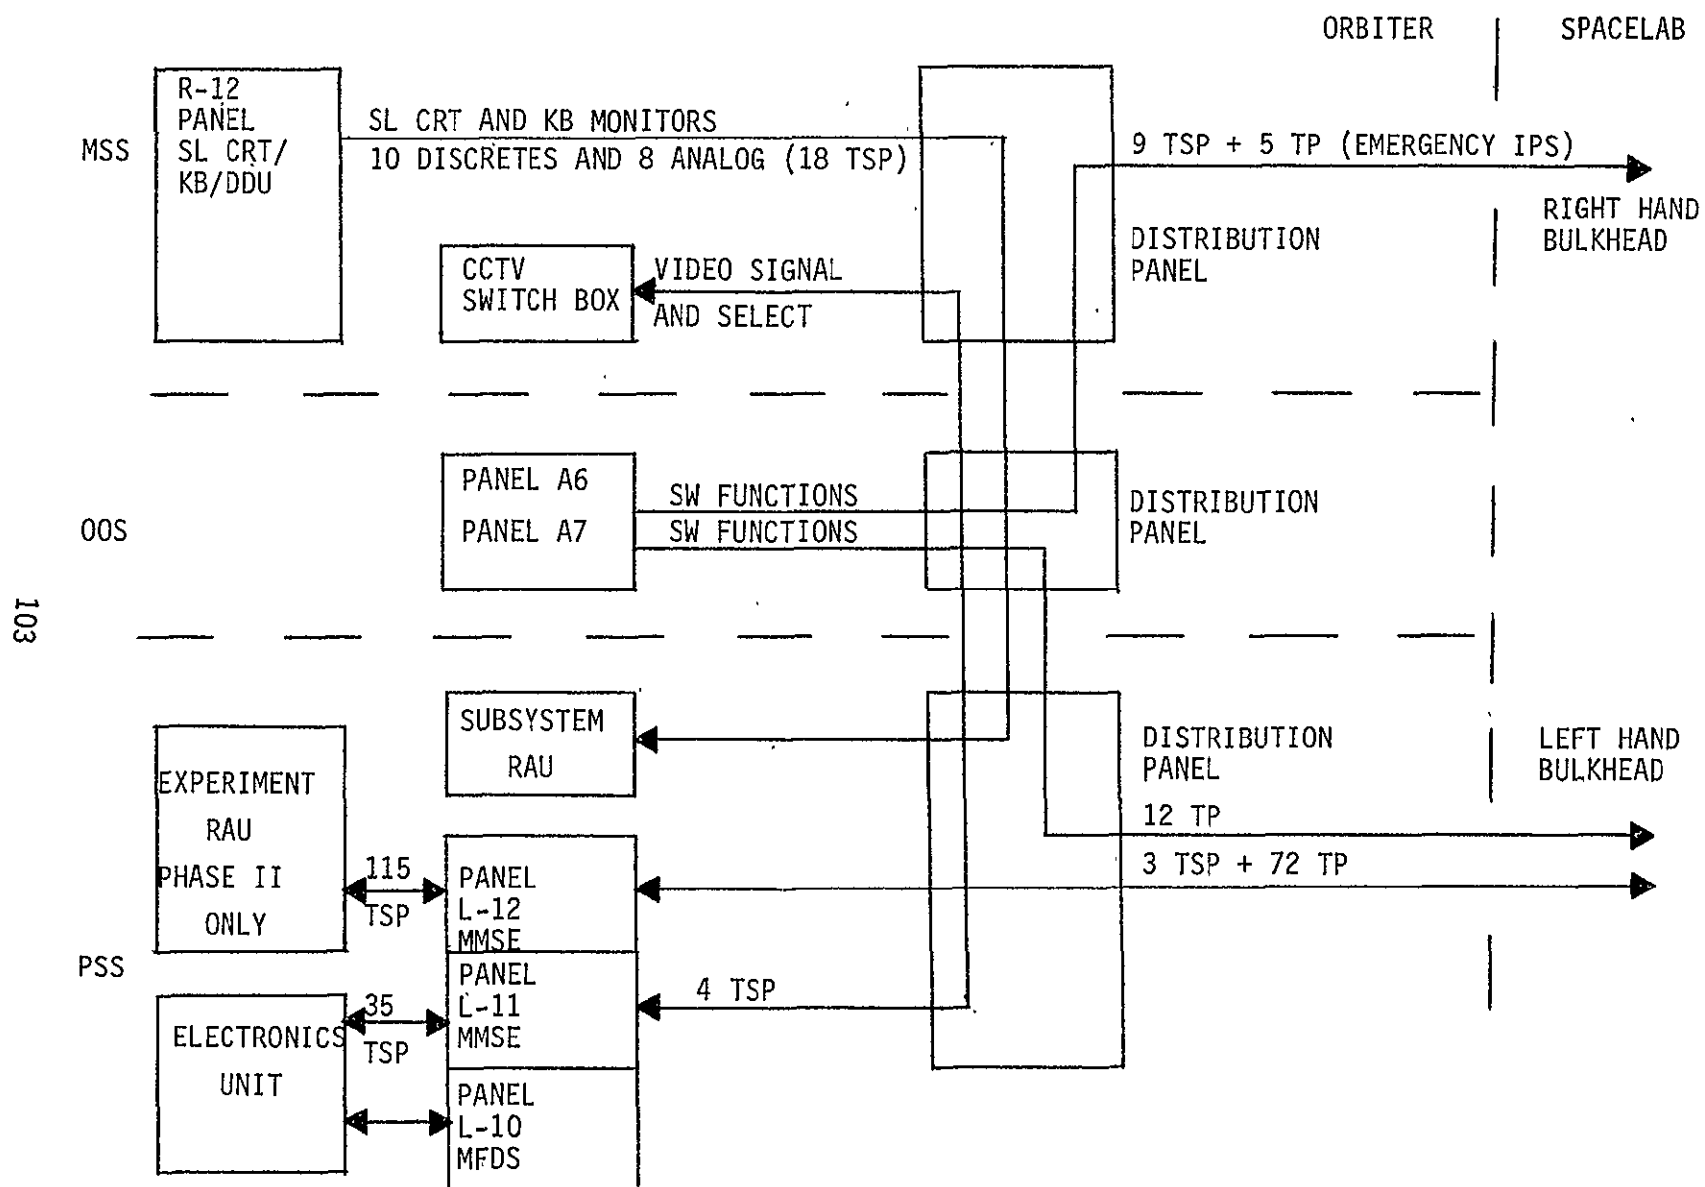 ORBITER
SPACELAB
MSS
R-12
PANEL
SL CRT/
KB/DDU
SL CRT AND KB MONITORS
10 DISCRETES AND 8 ANALOG (18 TSP)
9 TSP + 5 TP (EMERGENCY IPS)
RIGHT HAND
BULKHEAD
DISTRIBUTION
PANEL
CCTV
SWITCH BOX
VIDEO SIGNAL
AND SELECT
OOS
PANEL A6
PANEL A7
SW FUNCTIONS
SW FUNCTIONS
DISTRIBUTION
PANEL
103
PSS
SUBSYSTEM
RAU
DISTRIBUTION
PANEL
LEFT HAND
BULKHEAD
12 TP
3 TSP + 72 TP
EXPERIMENT
RAU
PHASE II
ONLY
115
TSP
PANEL
L-12
MMSE
PANEL
L-11
MMSE
4 TSP
ELECTRONICS
UNIT
35
TSP
PANEL
L-10
MFDS